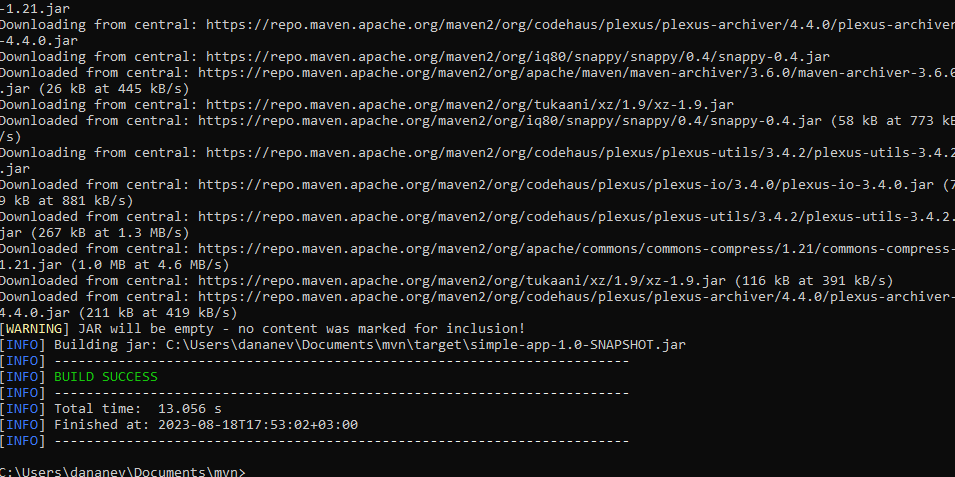 -1.21.jar
Downloading from central: https://repo.maven.apache.org/maven2/org/codehaus/plexus/plexus-archiver/4.4.0/plexus-archiver
-4.4.0.jar
Downloading from central: https://repo.maven.apache.org/maven2/org/iq80/snappy/snappy/0.4/snappy-0.4.jar
Downloaded from central: https://repo.maven.apache.org/maven2/org/apache/maven/maven-archiver/3.6.0/maven-archiver-3.6.0
.jar (26 kB at 445 kB/s)
Downloading from central: https://repo.maven.apache.org/maven2/org/tukaani/xz/1.9/xz-1.9.jar
Downloaded from central: https://repo.maven.apache.org/maven2/org/iq80/snappy/snappy/0.4/snappy-0.4.jar (58 kB at 773 kB
/s)
Downloading from central: https://repo.maven.apache.org/maven2/org/codehaus/plexus/plexus-utils/3.4.2/plexus-utils-3.4.2
.jar
Downloaded from central: https://repo.maven.apache.org/maven2/org/codehaus/plexus/plexus-io/3.4.0/plexus-io-3.4.0.jar (7
9 kB at 881 kB/s)
Downloaded from central: https://repo.maven.apache.org/maven2/org/codehaus/plexus/plexus-utils/3.4.2/plexus-utils-3.4.2.
jar (267 kB at 1.3 MB/s)
Downloaded from central: https://repo.maven.apache.org/maven2/org/apache/commons/commons-compress/1.21/commons-compress-
1.21.jar (1.0 MB at 4.6 MB/s)
Downloaded from central: https://repo.maven.apache.org/maven2/org/tukaani/xz/1.9/xz-1.9.jar (116 kB at 391 kB/s)
Downloaded from central: https://repo.maven.apache.org/maven2/org/codehaus/plexus/plexus-archiver/4.4.0/plexus-archiver-
4.4.0.jar (211 kB at 419 kB/s)
[WARNING] JAR will be empty - no content was marked for inclusion!
[INFO] Building jar: C:\Users\dananev\Documents\mvn\target\simple-app-1.0-SNAPSHOT.jar
[INFO] ------------------------------------------------------------------------
[INFO] BUILD SUCCESS
[INFO] ------------------------------------------------------------------------
[INFO] Total time:  13.056 s
[INFO] Finished at: 2023-08-18T17:53:02+03:00
[INFO] ------------------------------------------------------------------------
C:\Users\dananev\Documents\mvn>